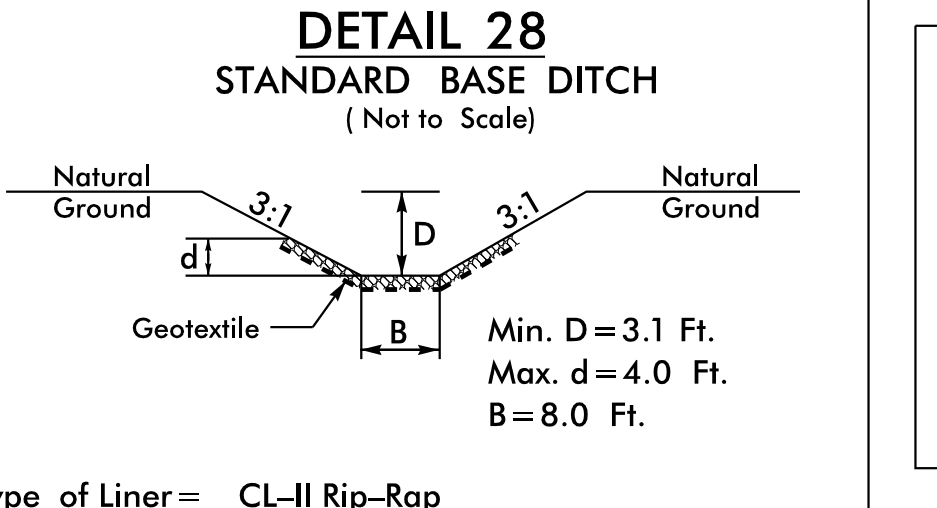 DETAIL 28
STANDARD BASE DITCH
( Not to Scale)
Natural
Ground
3:1
3:1
Natural
Ground
D
d
Geotextile
B
Min. D=3.1 Ft.
Max. d=4.0 Ft.
B=8.0 Ft.
ype of Liner= CL-II Rip-Rap